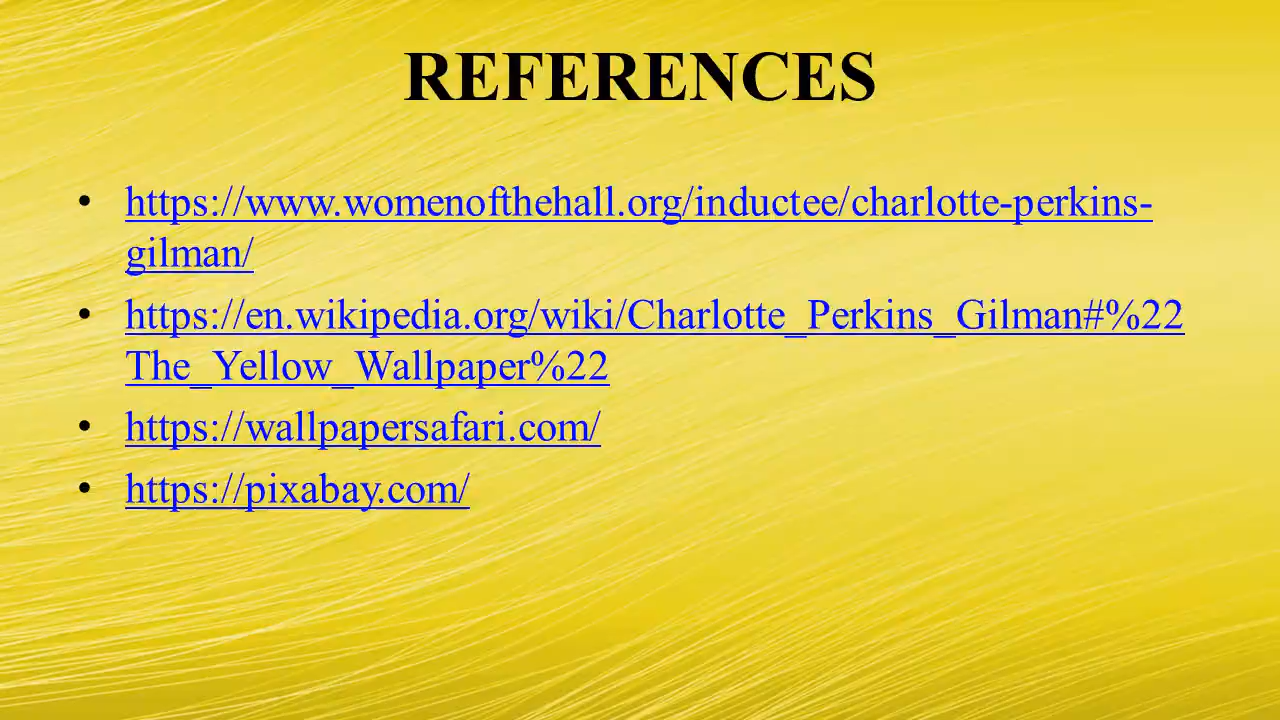 REFERENCES
• https://www.womenofthehall.org/inductee/charlotte-perkins-
gilman/
• https://en.wikipedia.org/wiki/Charlotte_Perkins_Gilman#%22
The_Yellow_Wallpaper%22
• https://wallpapersafari.com/
• https://pixabay.com/